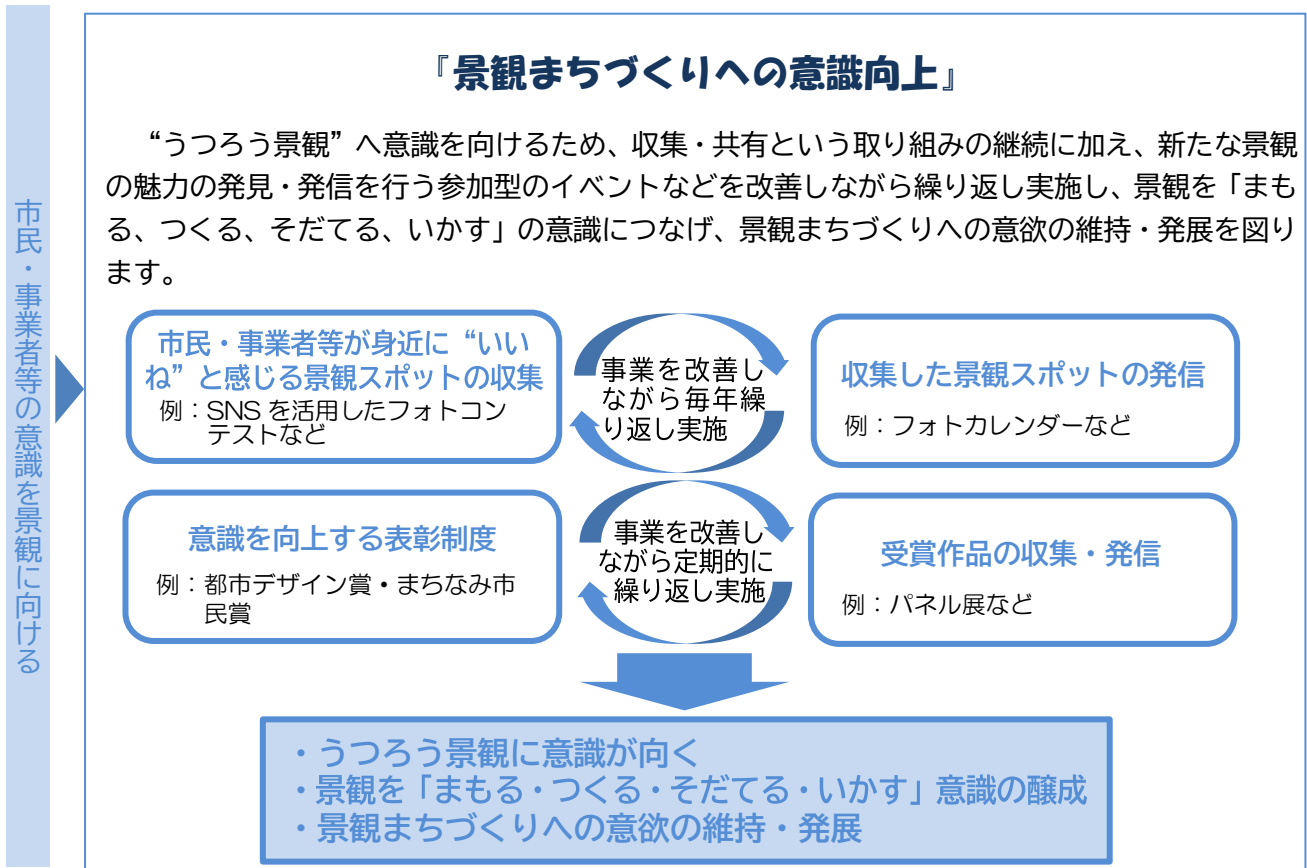 市民・事業者等の意識を景観に向ける
『景観まちづくりへの意識向上』
“うつろう景観”へ意識を向けるため、収集・共有という取り組みの継続に加え、新たな景観
の魅力の発見・発信を行う参加型のイベントなどを改善しながら繰り返し実施し、景観を「まも
る、つくる、そだてる、いかす」の意識につなげ、景観まちづくりへの意欲の維持・発展を図り
ます。
市民・事業者等が身近に“いい
ね”と感じる景観スポットの収集
例：SNSを活用したフォトコン
テストなど
事業を改善し
ながら毎年繰
り返し実施
収集した景観スポットの発信
例：フォトカレンダーなど
意識を向上する表彰制度
例：都市デザイン賞・まちなみ市
民賞
事業を改善し
ながら定期的に
繰り返し実施
受賞作品の収集・発信
例：パネル展など
・うつろう景観に意識が向く
・景観を「まもる・つくる・そだてる・いかす」意識の醸成
・景観まちづくりへの意欲の維持・発展